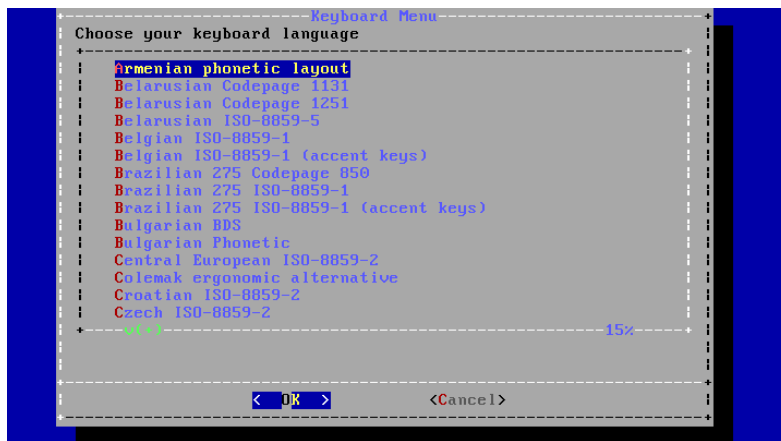 Keyboard Menu
Choose your keyboard language
Armenian phonetic layout
Belarusian Codepage 1131
Belarusian Codepage 1251
Belarusian ISO-8859-5
Belgian ISO-8859-1
Belgian ISO-8859-1 (accent keys)
Brazilian 275 Codepage 850
Brazilian 275 ISO-8859-1
Brazilian 275 ISO-8859-1 (accent keys)
Bulgarian BDS
Bulgarian Phonetic
Central European ISO-8859-2
Colemak ergonomic alternative
Croatian ISO-8859-2
Czech ISO-8859-2
v(+) 15%
< OK > <Cancel>